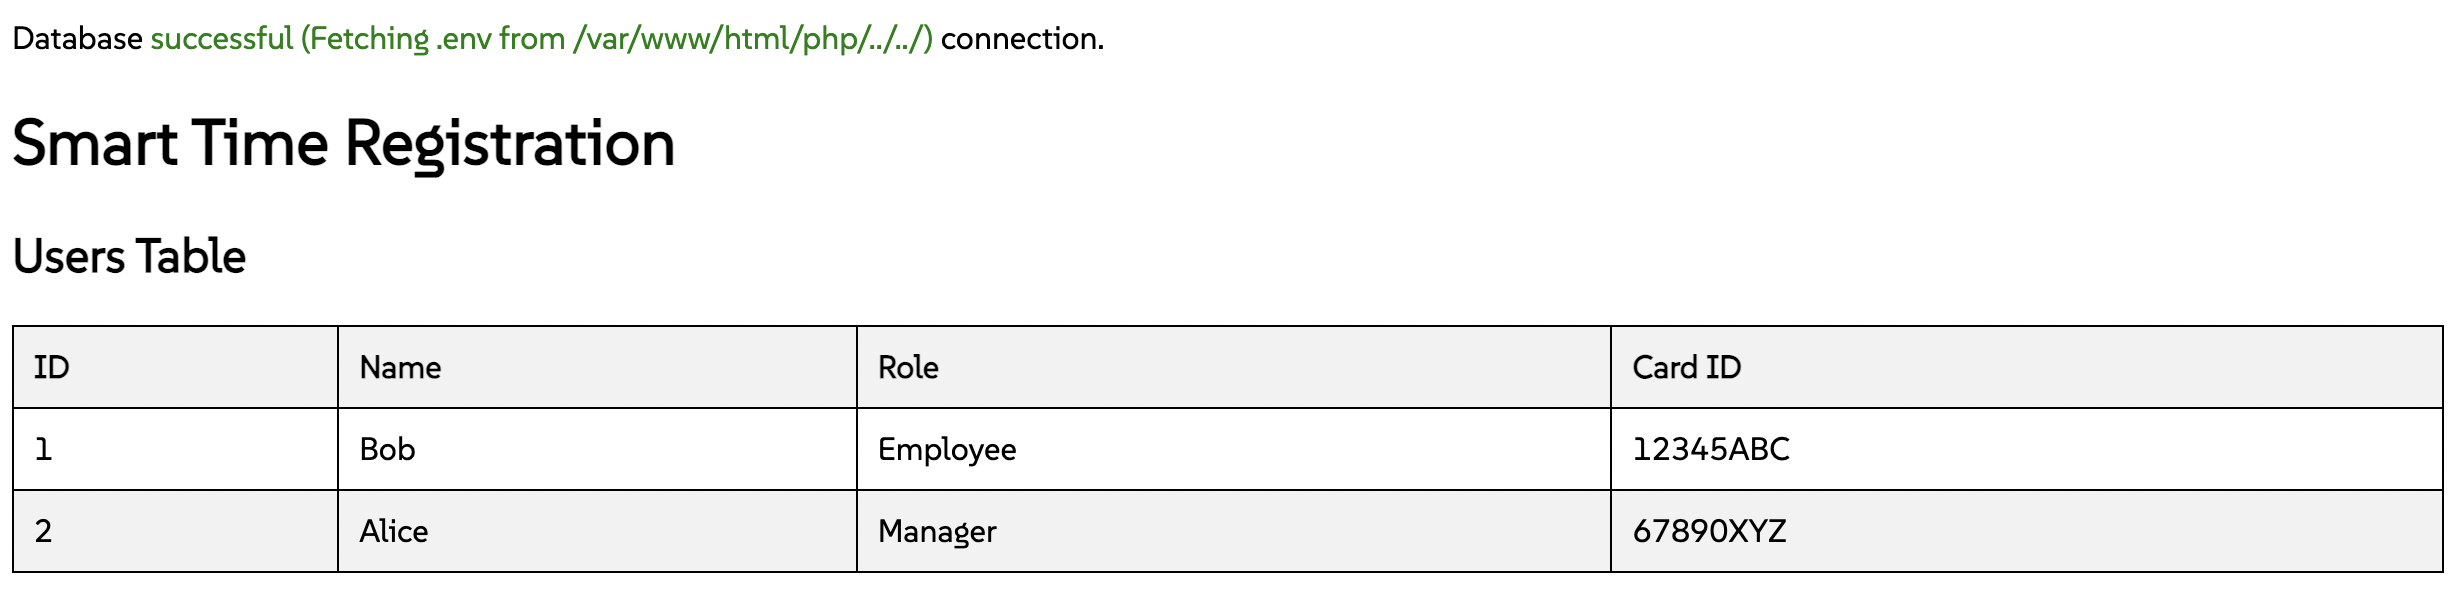 Database successful (Fetching .env from /var/www/html/php/../../) connection.
Smart Time Registration
Users Table
ID Name Role Card ID
1 Bob Employee 12345ABC
2 Alice Manager 67890XYZ